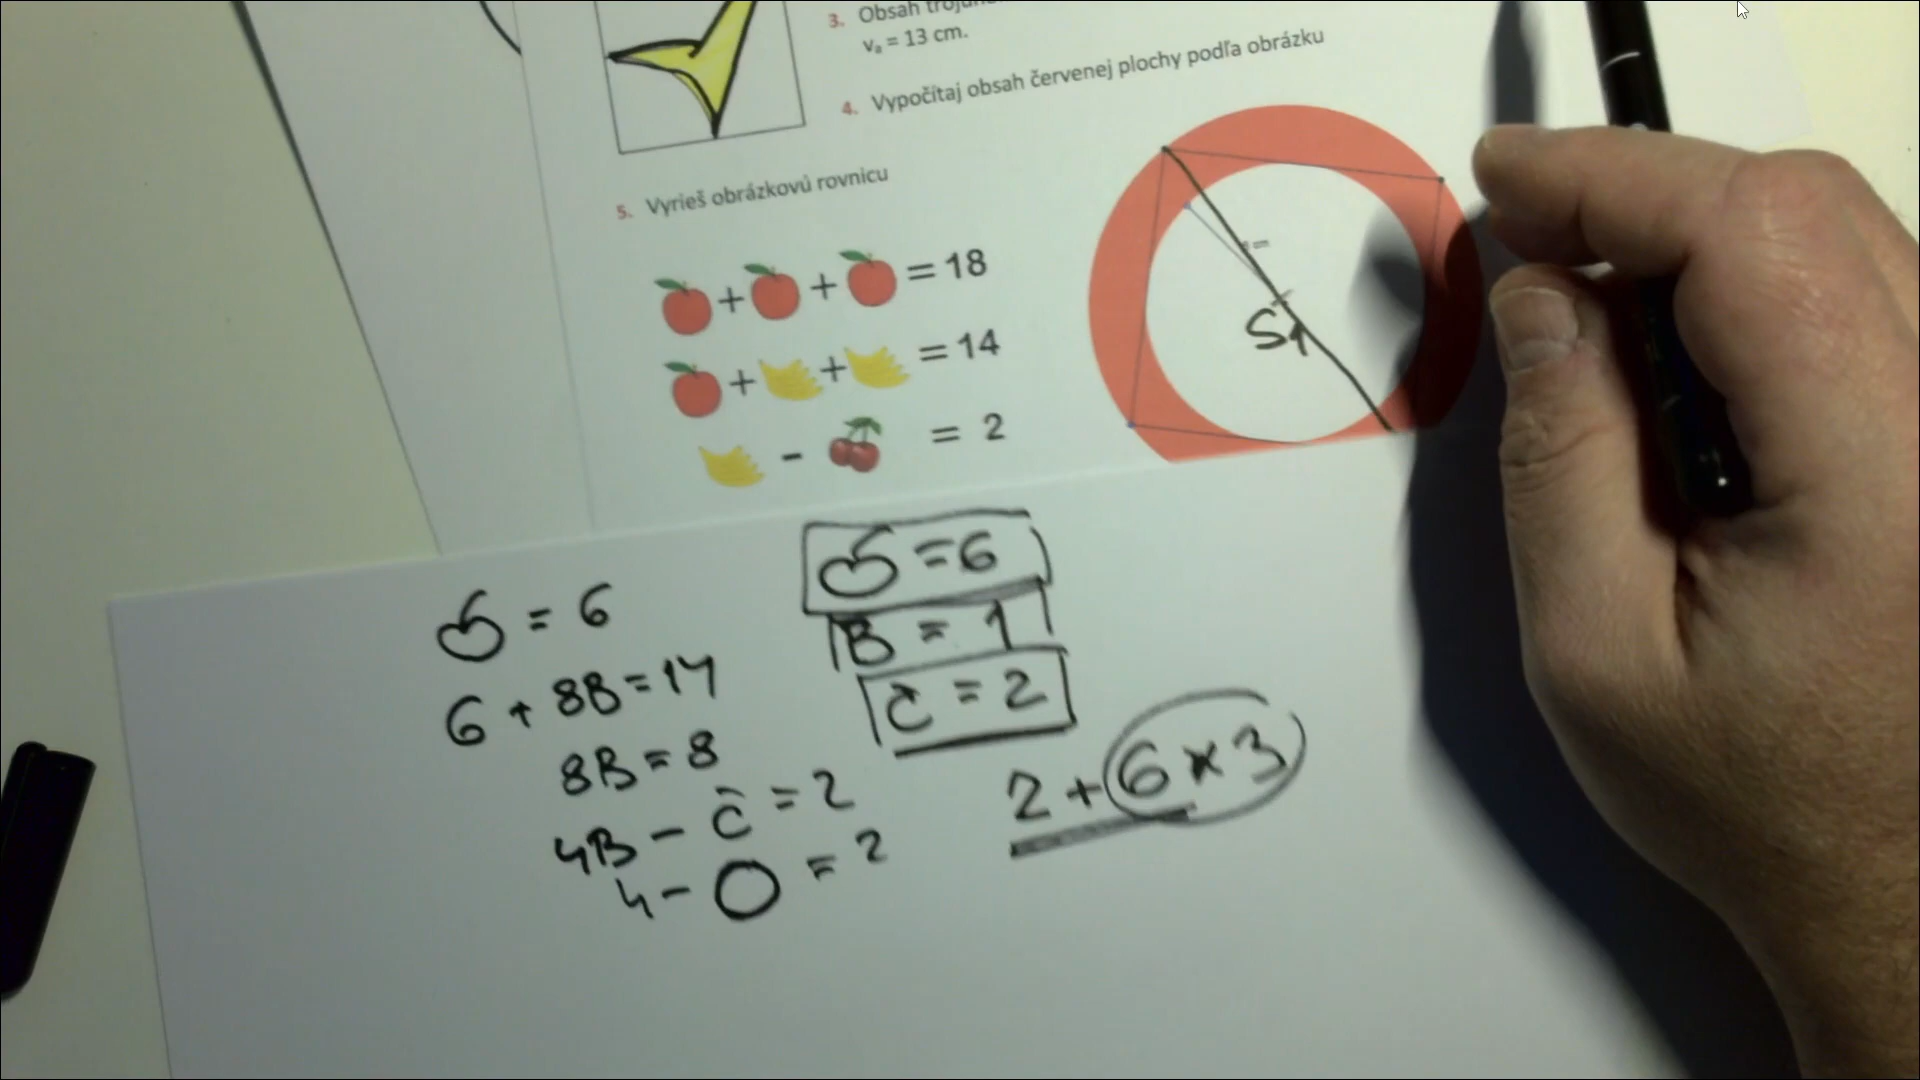 3. Obsah
vₐ = 13 cm.
4. Vypočítaj obsah červenej plochy podľa obrázku
5. Vyrieš obrázkovú rovnicu
+ + = 18
+ + = 14
- = 2
S
= 6
6 + 8B = 14
8B = 8
4B - č = 2
4 - = 2
= 6
B = 1
č = 2
2 + 6 x 3